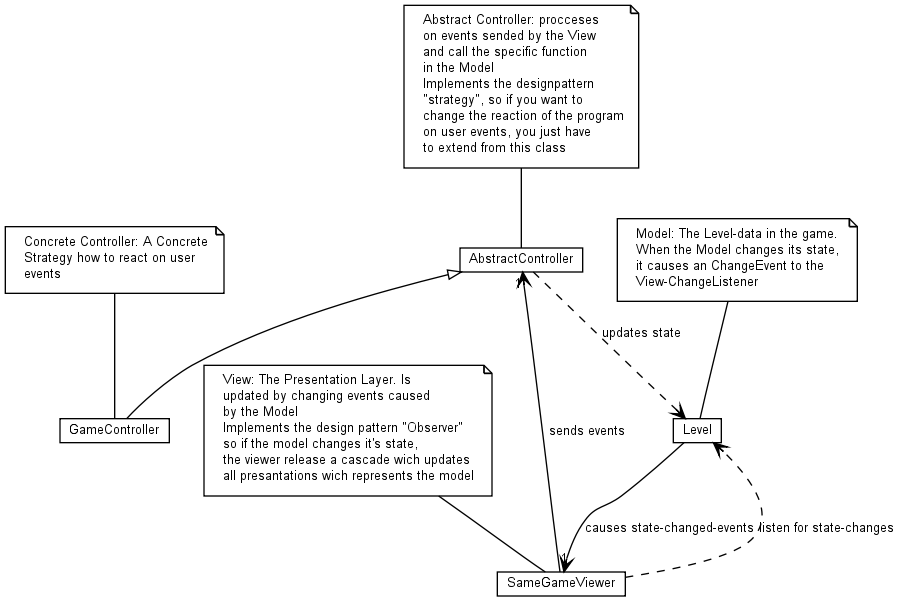 Abstract Controller: procceses
on events sended by the View
and call the specific function
in the Model
Implements the designpattern
"strategy", so if you want to
change the reaction of the program
on user events, you just have
to extend from this class
Concrete Controller: A Concrete
Strategy how to react on user
events
Model: The Level-data in the game.
When the Model changes its state,
it causes an ChangeEvent to the
View-ChangeListener
AbstractController
1
updates state
View: The Presentation Layer. Is
updated by changing events caused
by the Model
Implements the design pattern "Observer"
so if the model changes it's state,
the viewer release a cascade wich updates
all presantations wich represents the model
GameController
sends events
Level
causes state-changed-events
listen for state-changes
1
SameGameViewer